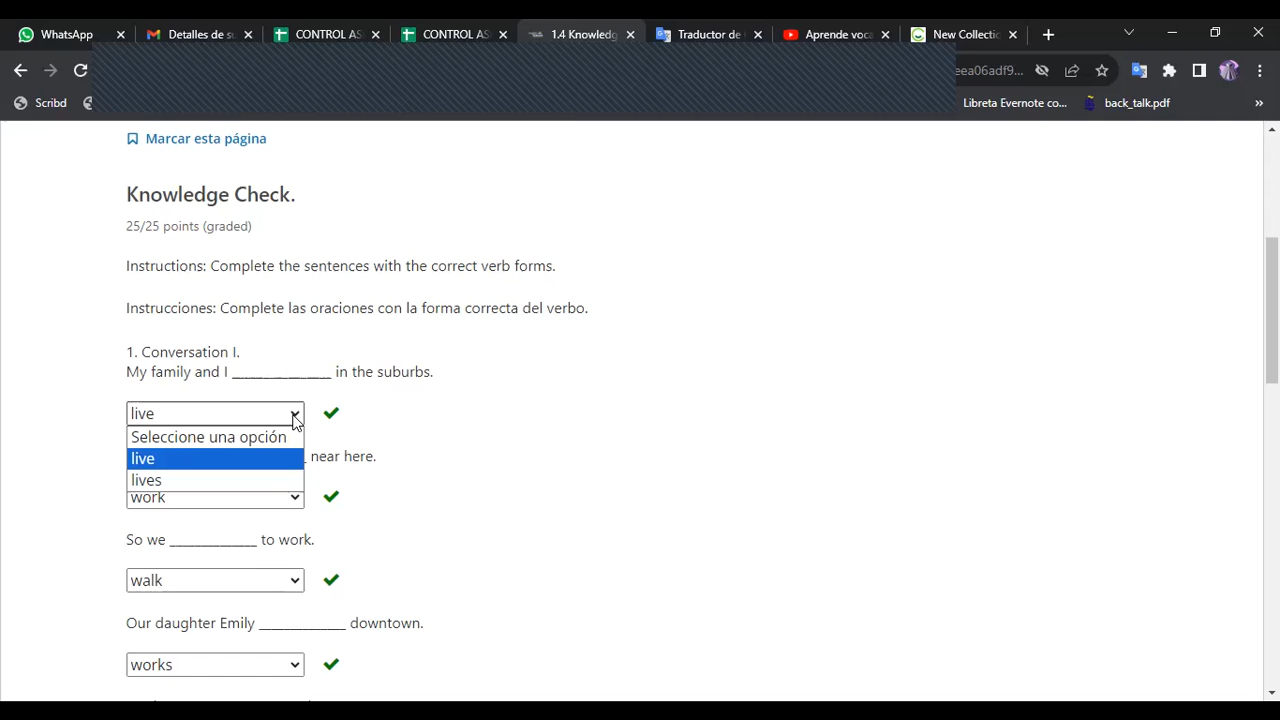 WhatsApp
Detalles de su
CONTROL AS
CONTROL AS
1.4 Knowledg
Traductor de
Aprende voca
New Collectio
eea06adf9...
Scribd
Libreta Evernote co...
back_talk.pdf
»
Marcar esta página
Knowledge Check.
25/25 points (graded)
Instructions: Complete the sentences with the correct verb forms.
Instrucciones: Complete las oraciones con la forma correcta del verbo.
1. Conversation I.
My family and I _______________ in the suburbs.
live
Seleccione una opción
live
lives
near here.
work
So we _____________ to work.
walk
Our daughter Emily _____________ downtown.
works